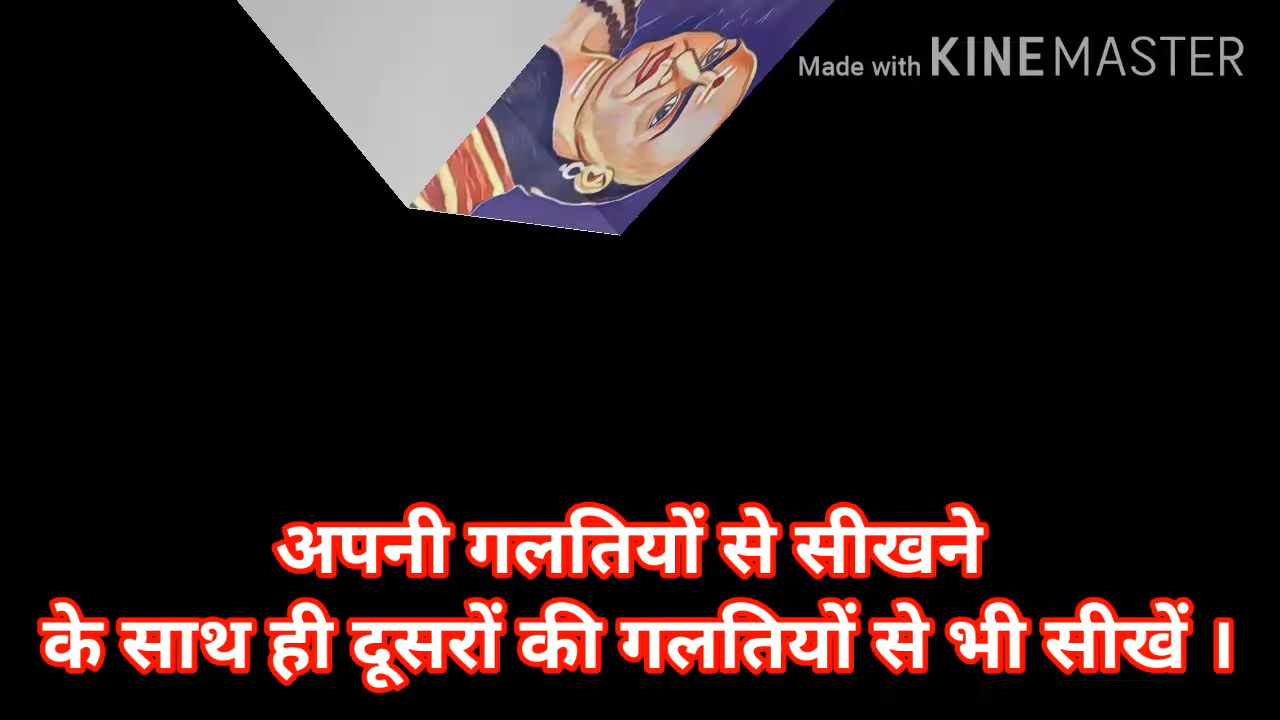 Made with KINEMASTER
अपनी गलतियों से सीखने
के साथ ही दूसरों की गलतियों से भी सीखें ।